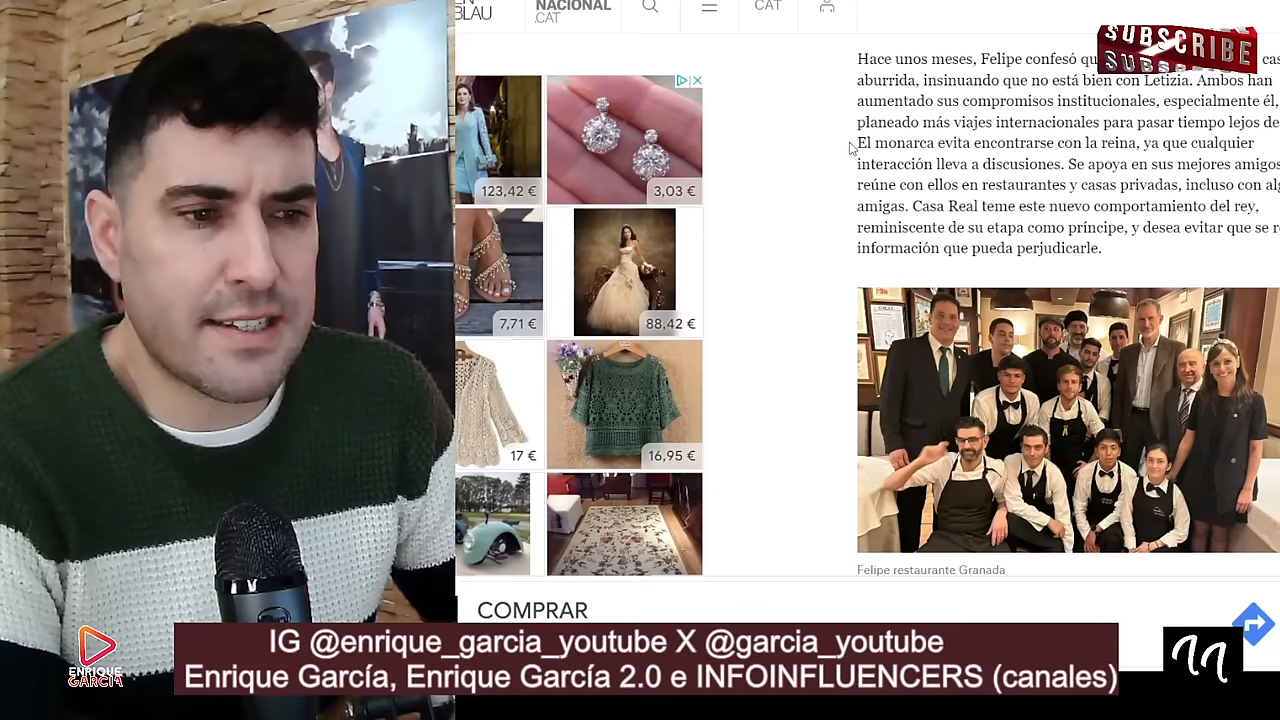 EN
BLAU
NACIONAL
.CAT
CAT
SUBSCRIBE
Hace unos meses, Felipe confesó
aburrida, insinuando que no está bien con Letizia. Ambos han
aumentado sus compromisos institucionales, especialmente él,
planeado más viajes internacionales para pasar tiempo lejos de
El monarca evita encontrarse con la reina, ya que cualquier
interacción lleva a discusiones. Se apoya en sus mejores amigos
reúne con ellos en restaurantes y casas privadas, incluso con
amigas. Casa Real teme este nuevo comportamiento del rey,
reminiscente de su etapa como príncipe, y desea evitar que se
información que pueda perjudicarle.
123,42 €
3,03 €
7,71 €
88,42 €
17 €
16,95 €
Felipe restaurante Granada
COMPRAR
IG @enrique_garcia_youtube X @garcia_youtube
Enrique García, Enrique García 2.0 e INFOINFLUENCERS (canales)
ENRIQUE
GARCÍA